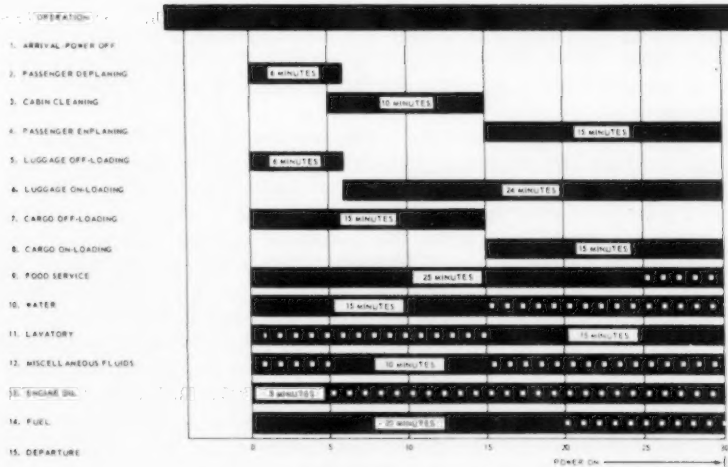 OPERATION
1. ARRIVAL-POWER OFF
2. PASSENGER DEPLANING 6 MINUTES
3. CABIN CLEANING 10 MINUTES
4. PASSENGER ENPLANING 15 MINUTES
5. LUGGAGE OFF-LOADING 6 MINUTES
6. LUGGAGE ON-LOADING 24 MINUTES
7. CARGO OFF-LOADING 15 MINUTES
8. CARGO ON-LOADING 15 MINUTES
9. FOOD SERVICE 25 MINUTES
10. WATER 15 MINUTES
11. LAVATORY 15 MINUTES
12. MISCELLANEOUS FLUIDS 10 MINUTES
13. ENGINE OIL 5 MINUTES
14. FUEL 20 MINUTES
15. DEPARTURE
0 5 10 15 20 25 30
POWER ON